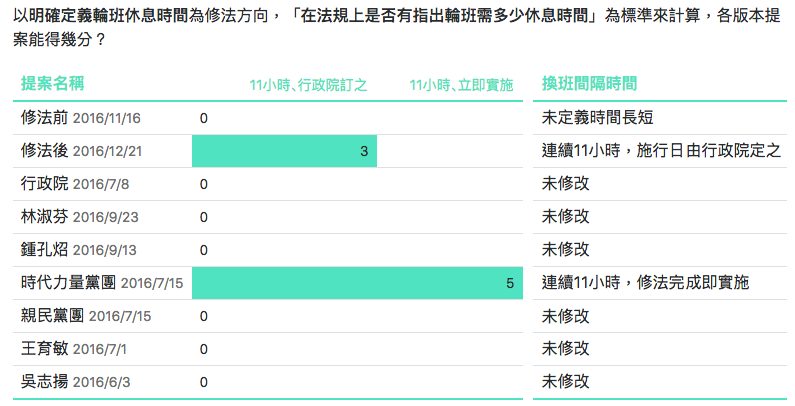 以明確定義輪班休息時間為修法方向，「在法規上是否有指出輪班需多少休息時間」為標準來計算，各版本提
案能得幾分？
提案名稱 11小時、行政院訂之 11小時、立即實施 換班間隔時間
修法前 2016/11/16 0 未定義時間長短
修法後 2016/12/21 3 連續11小時，施行日由行政院定之
行政院 2016/7/8 0 未修改
林淑芬 2016/9/23 0 未修改
鍾孔炤 2016/9/13 0 未修改
時代力量黨團 2016/7/15 5 連續11小時，修法完成即實施
親民黨團 2016/7/15 0 未修改
王育敏 2016/7/1 0 未修改
吳志揚 2016/6/3 0 未修改